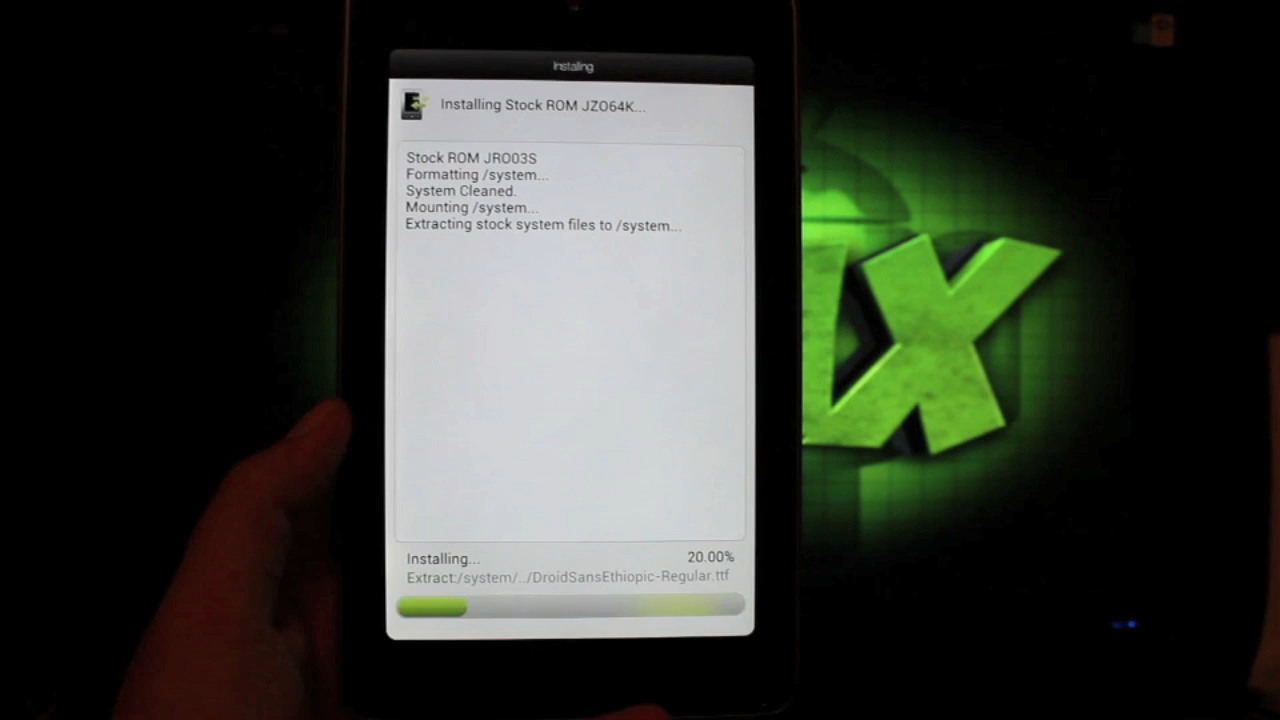 Installing
Installing Stock ROM JZO64K...
Stock ROM JRO03S
Formatting /system...
System Cleaned.
Mounting /system...
Extracting stock system files to /system...
Installing... 20.00%
Extract:/system/../DroidSansEthiopic-Regular.ttf
X